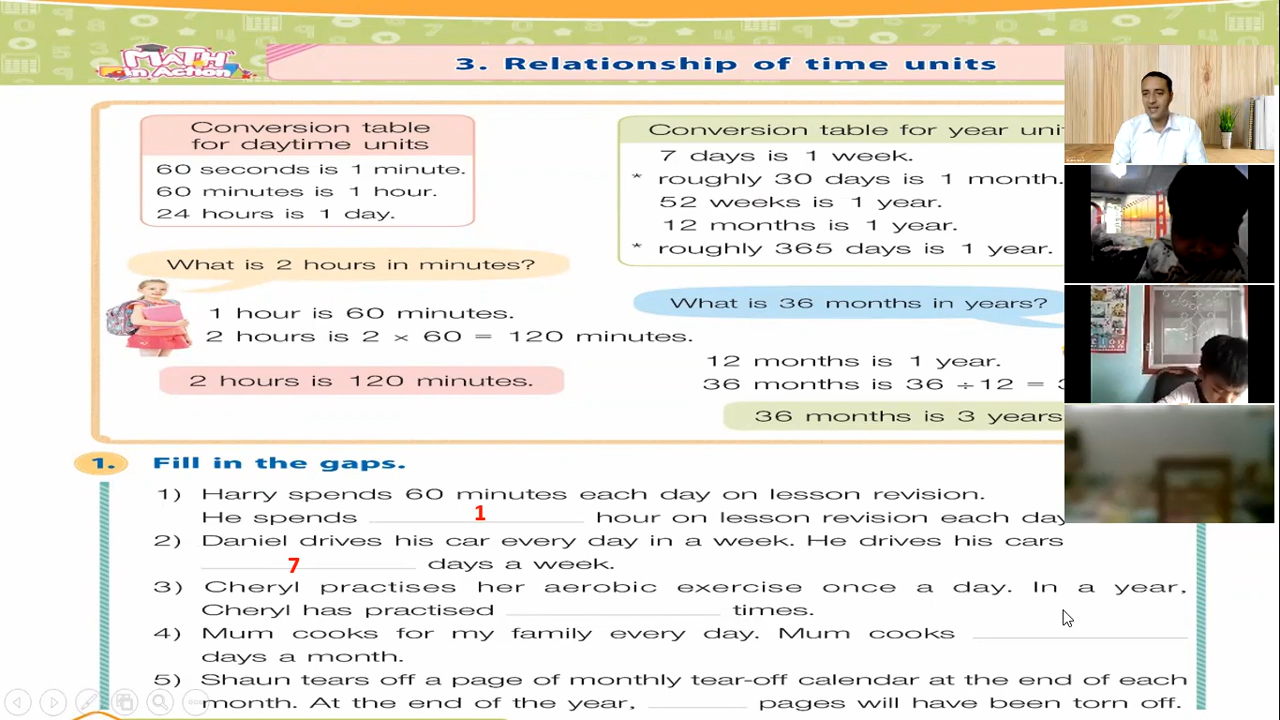 MATH
in Action
3. Relationship of time units
Conversion table
for daytime units
60 seconds is 1 minute.
60 minutes is 1 hour.
24 hours is 1 day.
Conversion table for year uni
7 days is 1 week.
* roughly 30 days is 1 month.
52 weeks is 1 year.
12 months is 1 year.
* roughly 365 days is 1 year.
What is 2 hours in minutes?
1 hour is 60 minutes.
2 hours is 2 × 60 = 120 minutes.
2 hours is 120 minutes.
What is 36 months in years?
12 months is 1 year.
36 months is 36 ÷ 12 =
36 months is 3 years
1. Fill in the gaps.
1) Harry spends 60 minutes each day on lesson revision.
He spends 1 hour on lesson revision each day
2) Daniel drives his car every day in a week. He drives his cars
7 days a week.
3) Cheryl practises her aerobic exercise once a day. In a year,
Cheryl has practised ______ times.
4) Mum cooks for my family every day. Mum cooks ______
days a month.
5) Shaun tears off a page of monthly tear-off calendar at the end of each
month. At the end of the year, ______ pages will have been torn off.